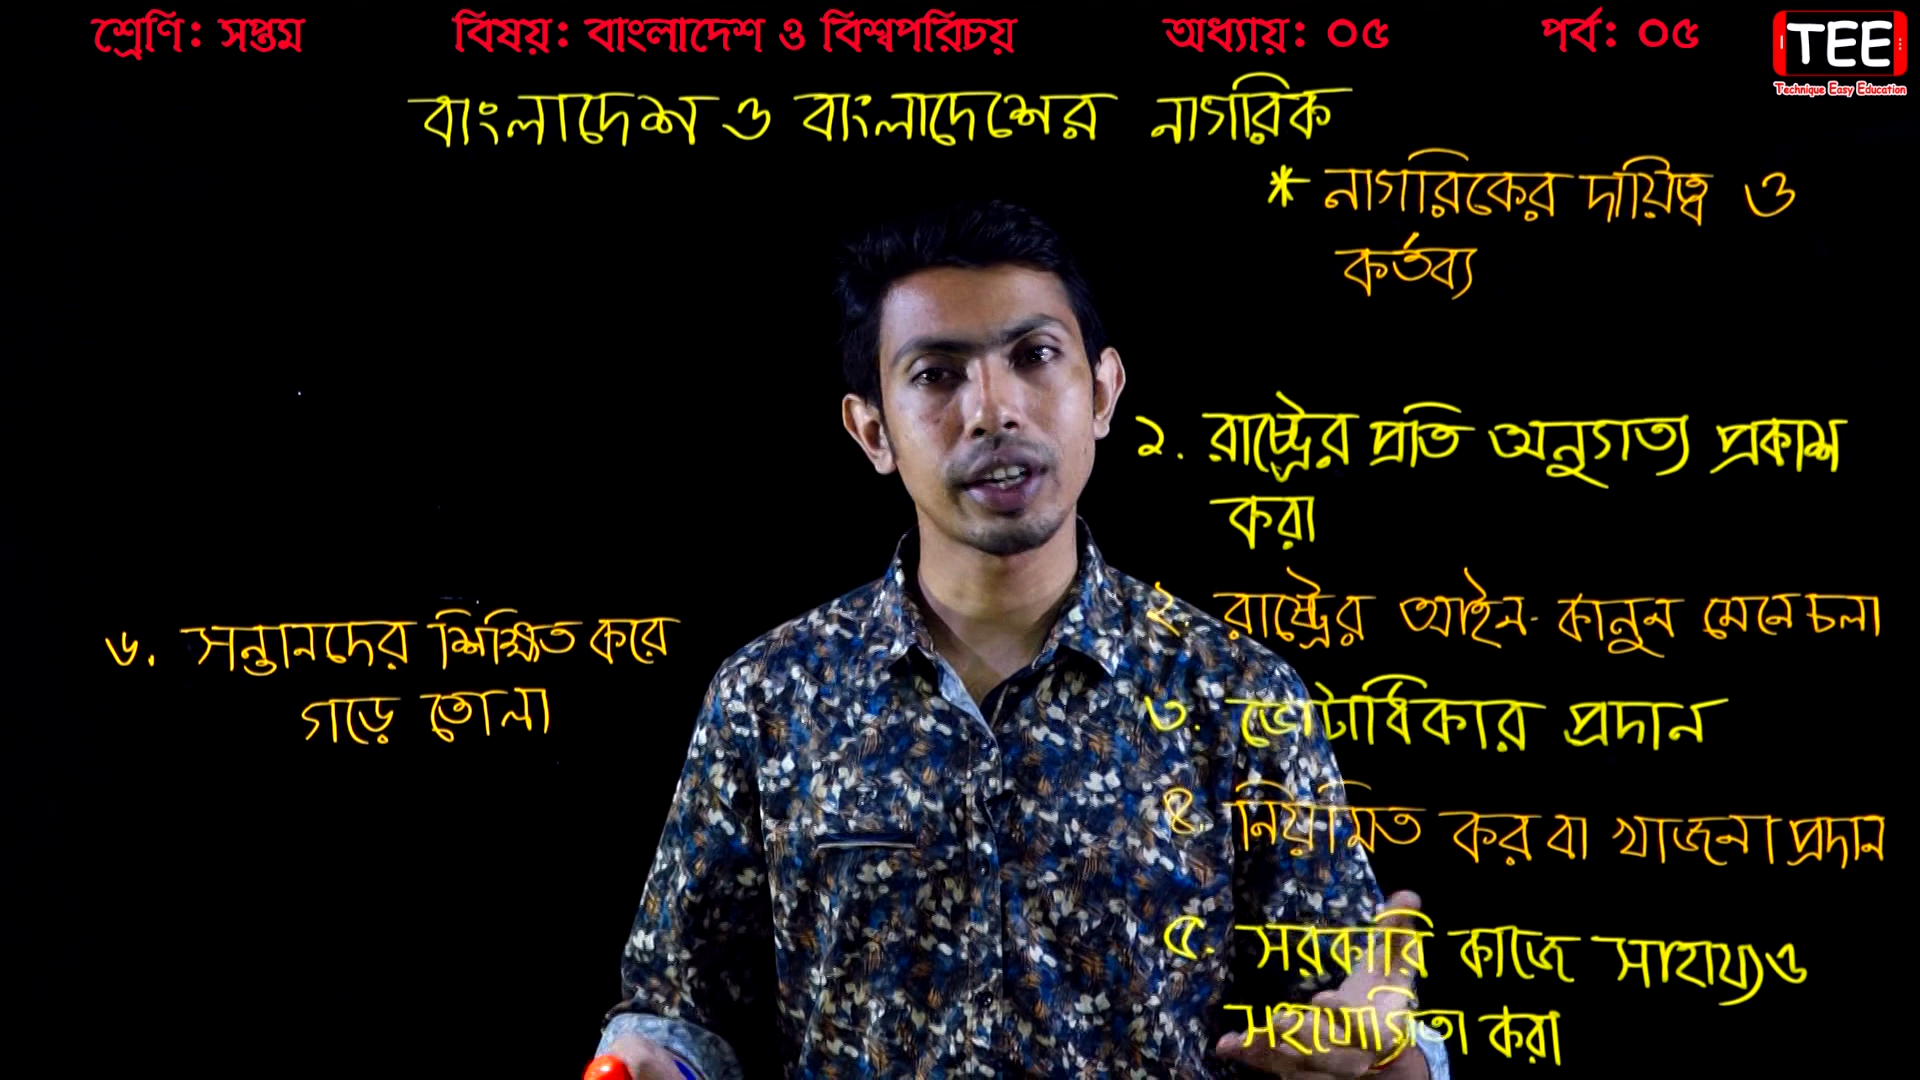 শ্রেণি: সপ্তম বিষয়: বাংলাদেশ ও বিশ্বপরিচয় অধ্যায়: ০৫ পর্ব: ০৫
TEE
Technique Easy Education
বাংলাদেশ ও বাংলাদেশের নাগরিক
* নাগরিকের দায়িত্ব ও
কর্তব্য
১. রাষ্ট্রের প্রতি অনুগত্য প্রকাশ
করা
২. রাষ্ট্রের আইন-কানুন মেনে চলা
৩. ভোটাধিকার প্রদান
৪. নিয়মিত কর বা খাজনা প্রদান
৫. সরকারি কাজে সাহায্য ও
সহযোগিতা করা
৬. সন্তানদের শিক্ষিত করে
গড়ে তোলা